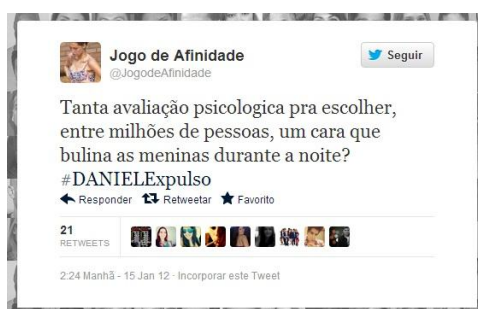 Jogo de Afinidade
@JogodeAfinidade
Seguir
Tanta avaliação psicologica pra escolher,
entre milhões de pessoas, um cara que
bulina as meninas durante a noite?
#DANIELExpulso
Responder Retweetar Favorito
21
RETWEETS
2:24 Manhã - 15 Jan 12 · Incorporar este Tweet